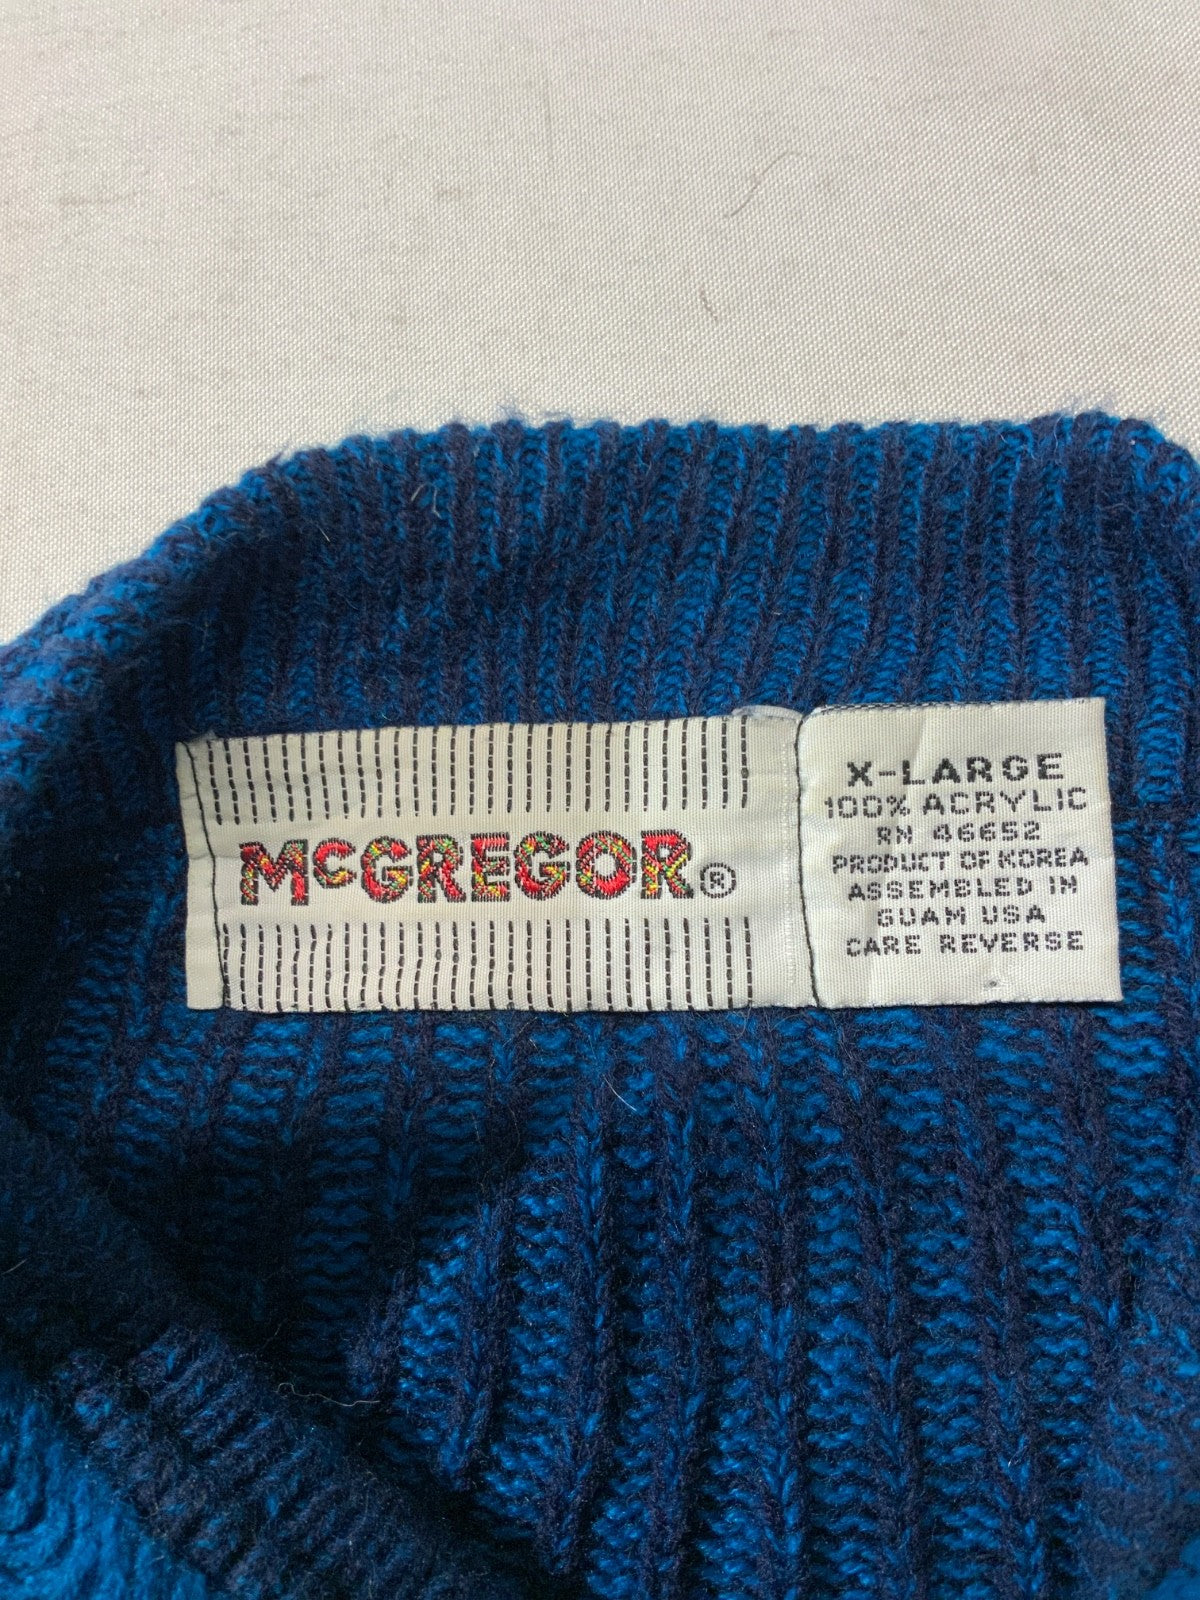 McGREGOR®
X-LARGE
100% ACRYLIC
RN 46652
PRODUCT OF KOREA
ASSEMBLED IN
GUAM USA
CARE REVERSE